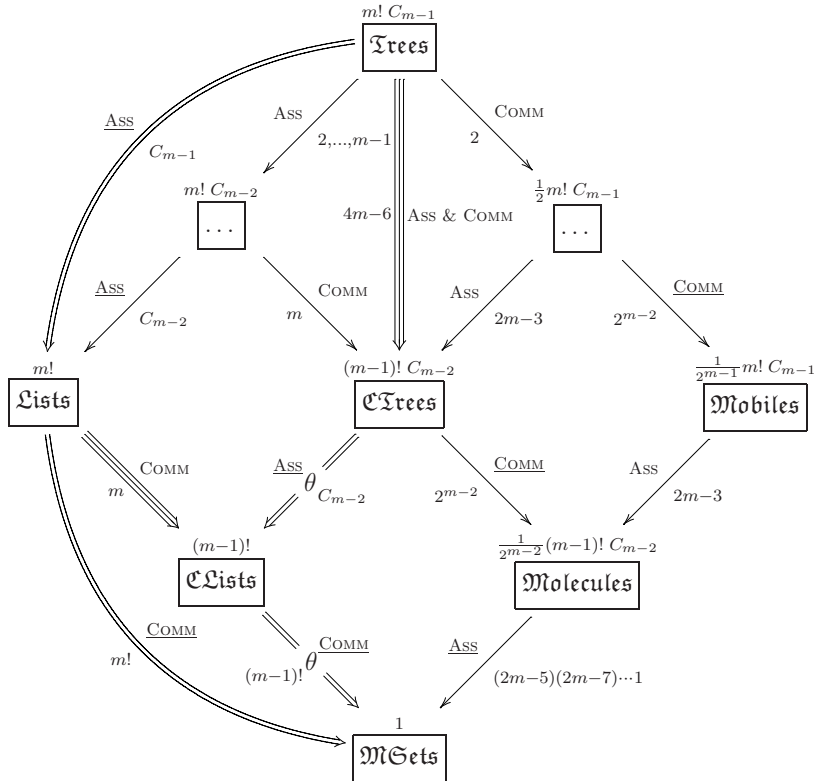 m! C_{m−1}
𝔗rees
Ass
Comm
Ass
C_{m−1}
2,...,m−1
2
m! C_{m−2}
½ m! C_{m−1}
...
4m−6
Ass & Comm
...
Ass
Comm
Ass
Comm
C_{m−2}
m
2m−3
2^{m−2}
m!
(m−1)! C_{m−2}
\frac{1}{2^{m−1}} m! C_{m−1}
Lists
CTrees
Mobiles
Comm
Ass
Comm
Ass
m
θ
C_{m−2}
2^{m−2}
2m−3
(m−1)!
\frac{1}{2^{m−2}} (m−1)! C_{m−2}
CLists
Molecules
Comm
Comm
Ass
m!
(m−1)!
θ
(2m−5)(2m−7)⋯1
1
MSets